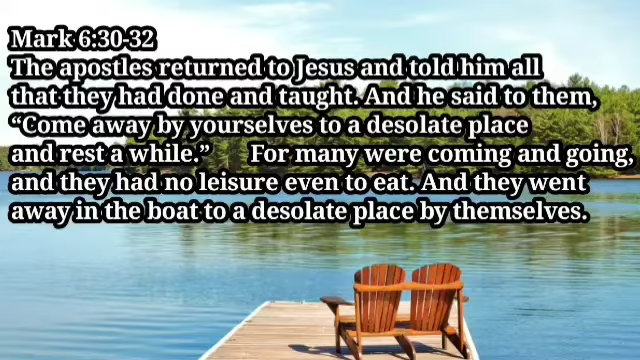 Mark 6:30-32
The apostles returned to Jesus and told him all
that they had done and taught. And he said to them,
“Come away by yourselves to a desolate place
and rest a while.” For many were coming and going,
and they had no leisure even to eat. And they went
away in the boat to a desolate place by themselves.